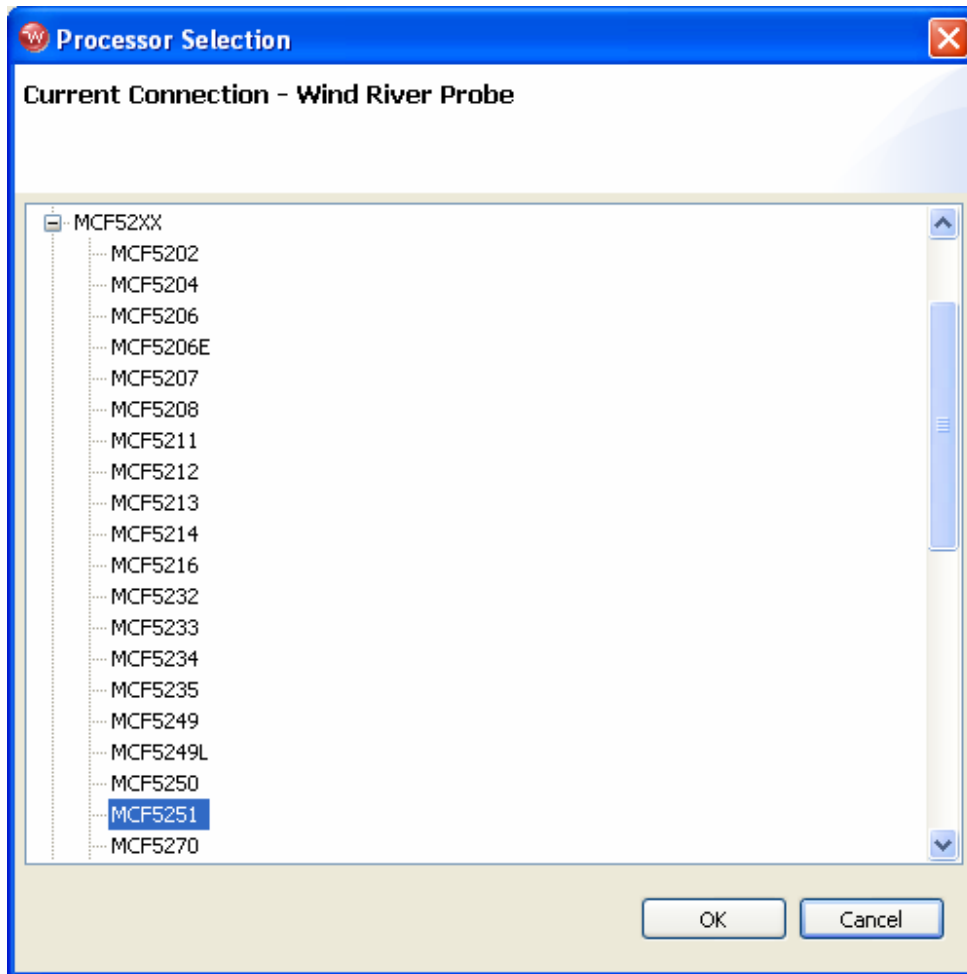 Processor Selection
Current Connection - Wind River Probe
MCF52XX
MCF5202
MCF5204
MCF5206
MCF5206E
MCF5207
MCF5208
MCF5211
MCF5212
MCF5213
MCF5214
MCF5216
MCF5232
MCF5233
MCF5234
MCF5235
MCF5249
MCF5249L
MCF5250
MCF5251
MCF5270
OK Cancel